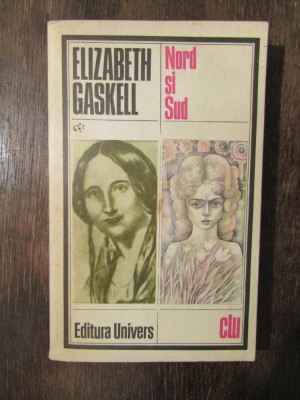 ELIZABETH
GASKELL
Nord
și
Sud
Editura Univers
clu